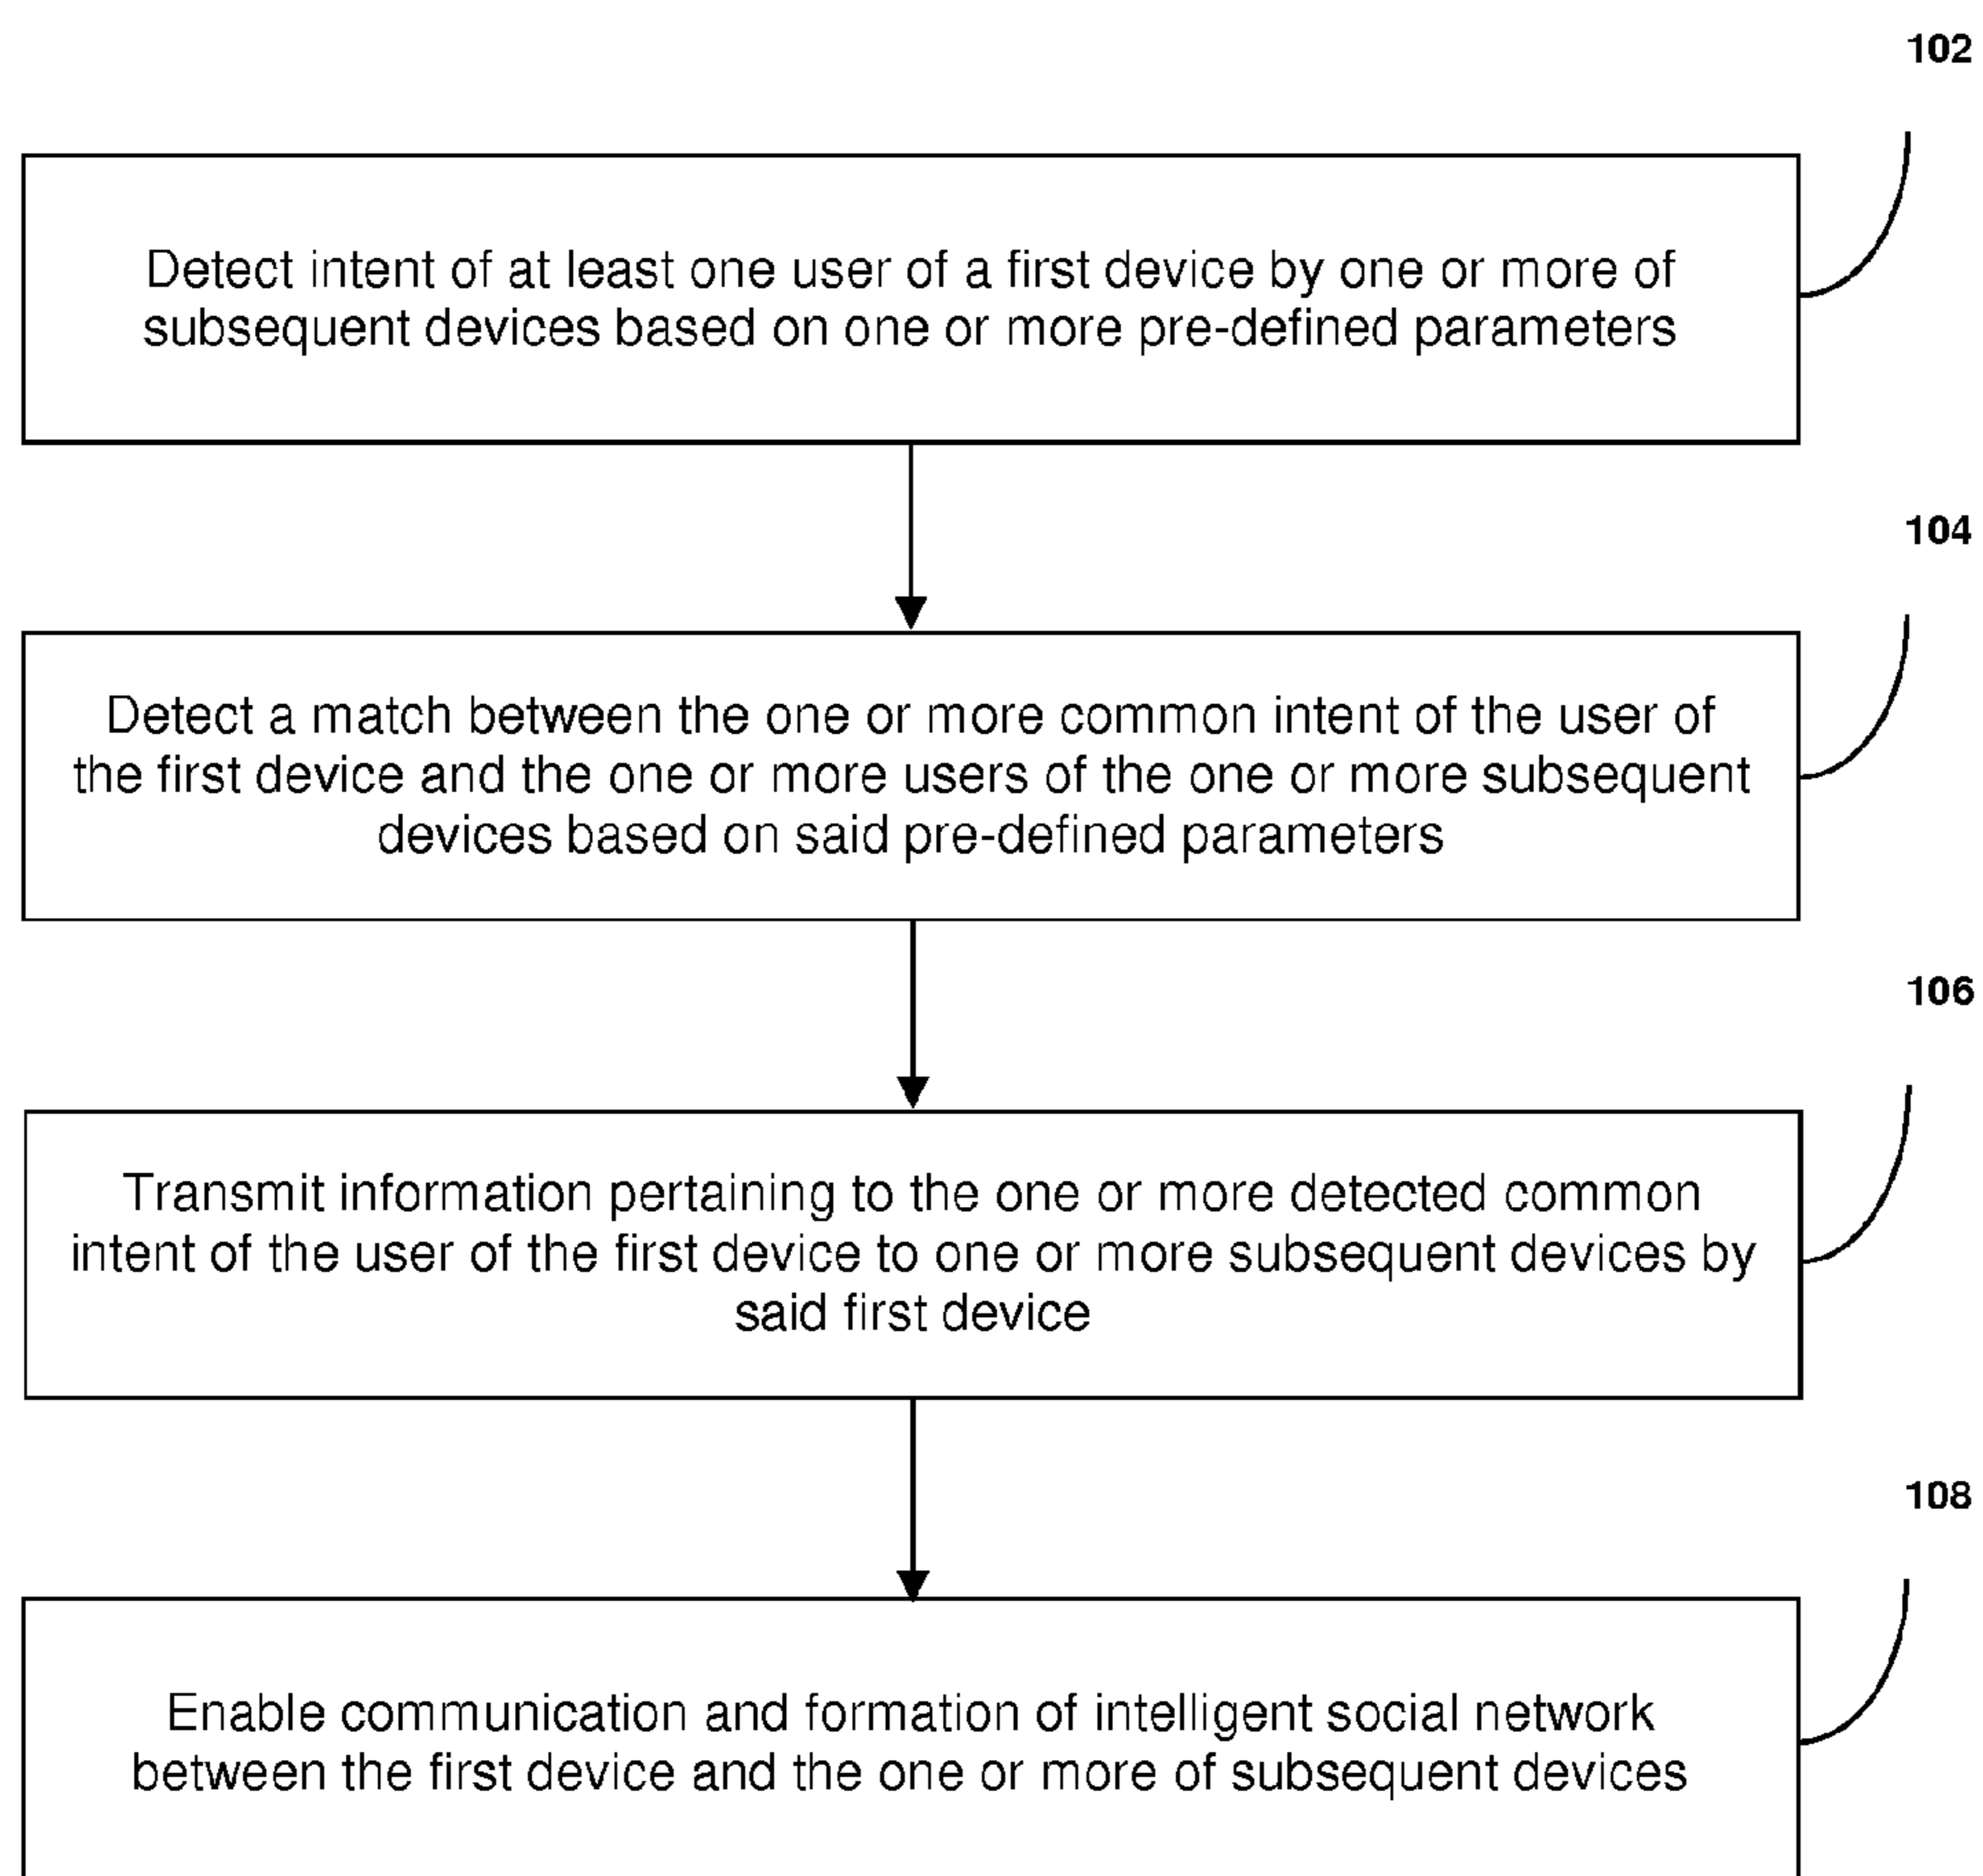 102
Detect intent of at least one user of a first device by one or more of
subsequent devices based on one or more pre-defined parameters
104
Detect a match between the one or more common intent of the user of
the first device and the one or more users of the one or more subsequent
devices based on said pre-defined parameters
106
Transmit information pertaining to the one or more detected common
intent of the user of the first device to one or more subsequent devices by
said first device
108
Enable communication and formation of intelligent social network
between the first device and the one or more of subsequent devices